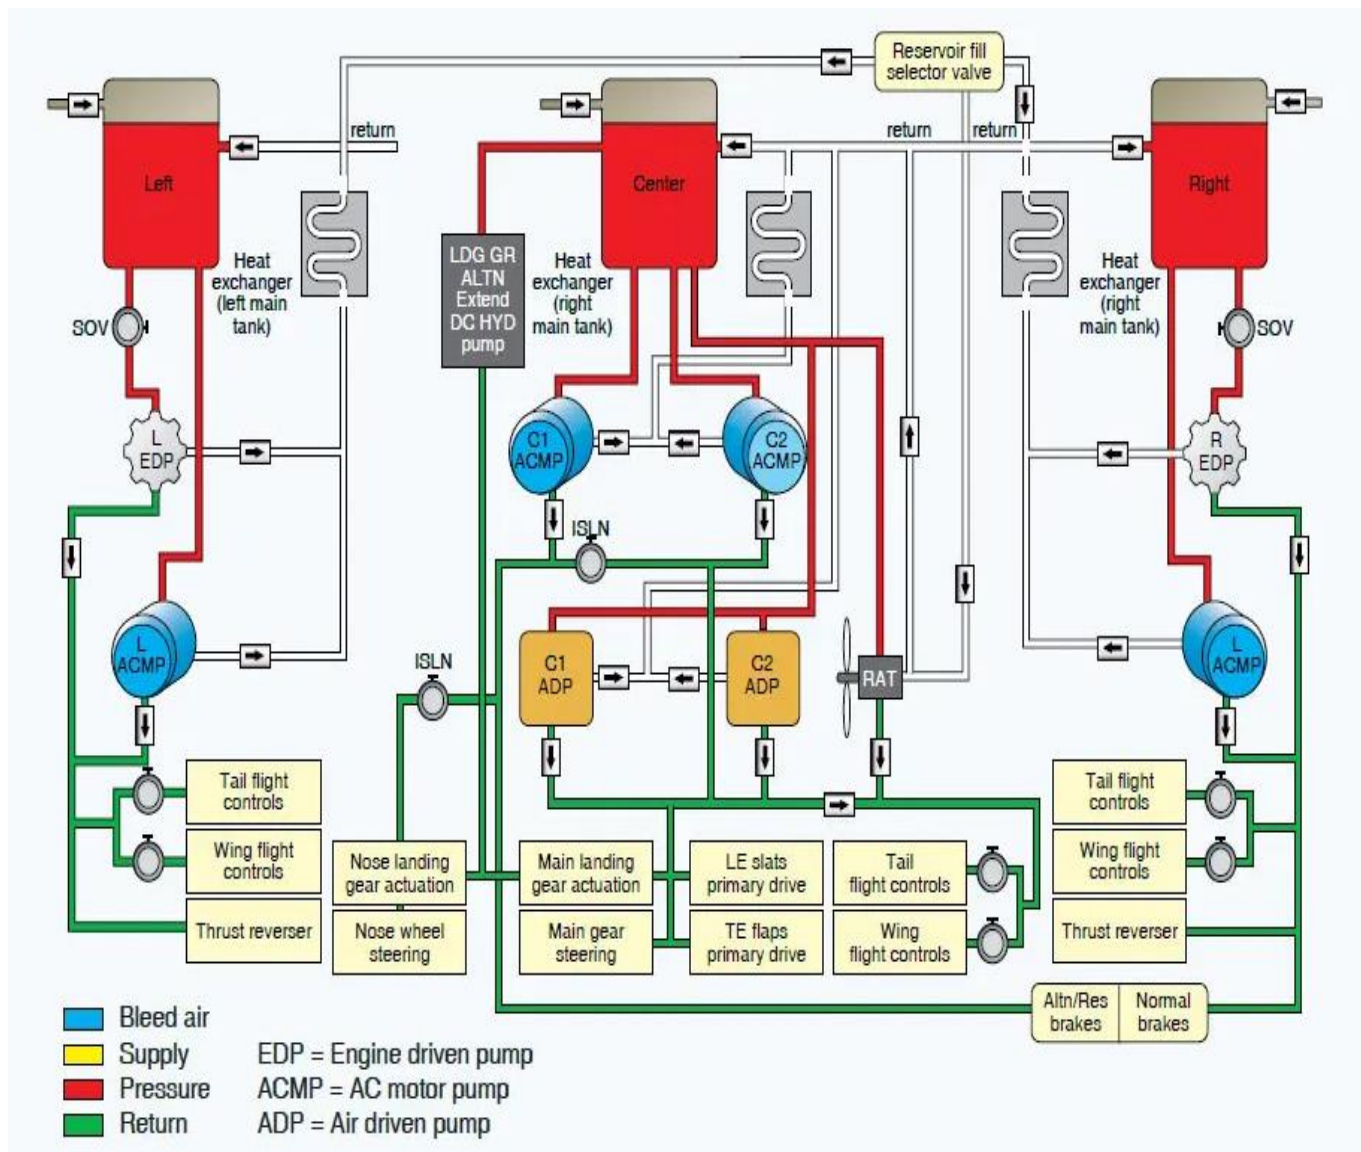 Reservoir fill
selector valve
return
return
return
Left
Center
Right
Heat
exchanger
(left main
tank)
LDG GR
ALTN
Extend
DC HYD
pump
Heat
exchanger
(right
main tank)
Heat
exchanger
(right
main tank)
SOV
SOV
L
EDP
C1
ACMP
C2
ACMP
R
EDP
ISLN
L
ACMP
ISLN
C1
ADP
C2
ADP
RAT
L
ACMP
Tail flight
controls
Wing flight
controls
Thrust reverser
Nose landing
gear actuation
Nose wheel
steering
Main landing
gear actuation
Main gear
steering
LE slats
primary drive
TE flaps
primary drive
Tail
flight controls
Wing
flight controls
Tail flight
controls
Wing flight
controls
Thrust reverser
Altn/Res
brakes
Normal
brakes
Bleed air
Supply
Pressure
Return
EDP = Engine driven pump
ACMP = AC motor pump
ADP = Air driven pump